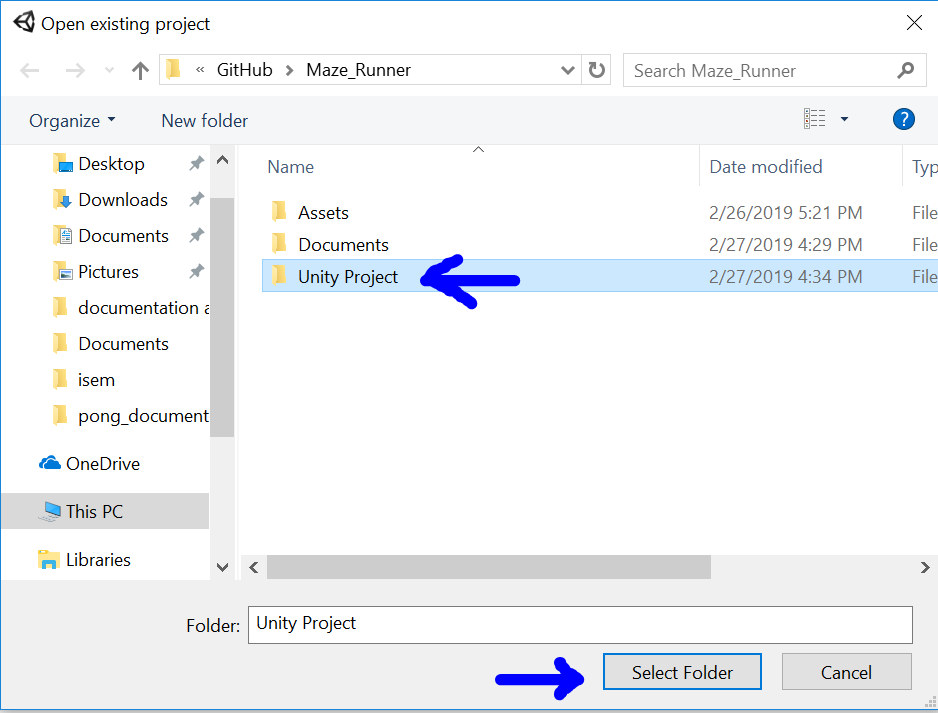 Open existing project
« GitHub > Maze_Runner
Search Maze_Runner
Organize
New folder
?
Name
Date modified
Typ
Desktop
Downloads
Documents
Pictures
documentation a
Documents
isem
pong_document
OneDrive
This PC
Libraries
Assets 2/26/2019 5:21 PM File
Documents 2/27/2019 4:29 PM File
Unity Project 2/27/2019 4:34 PM File
Folder: Unity Project
Select Folder
Cancel